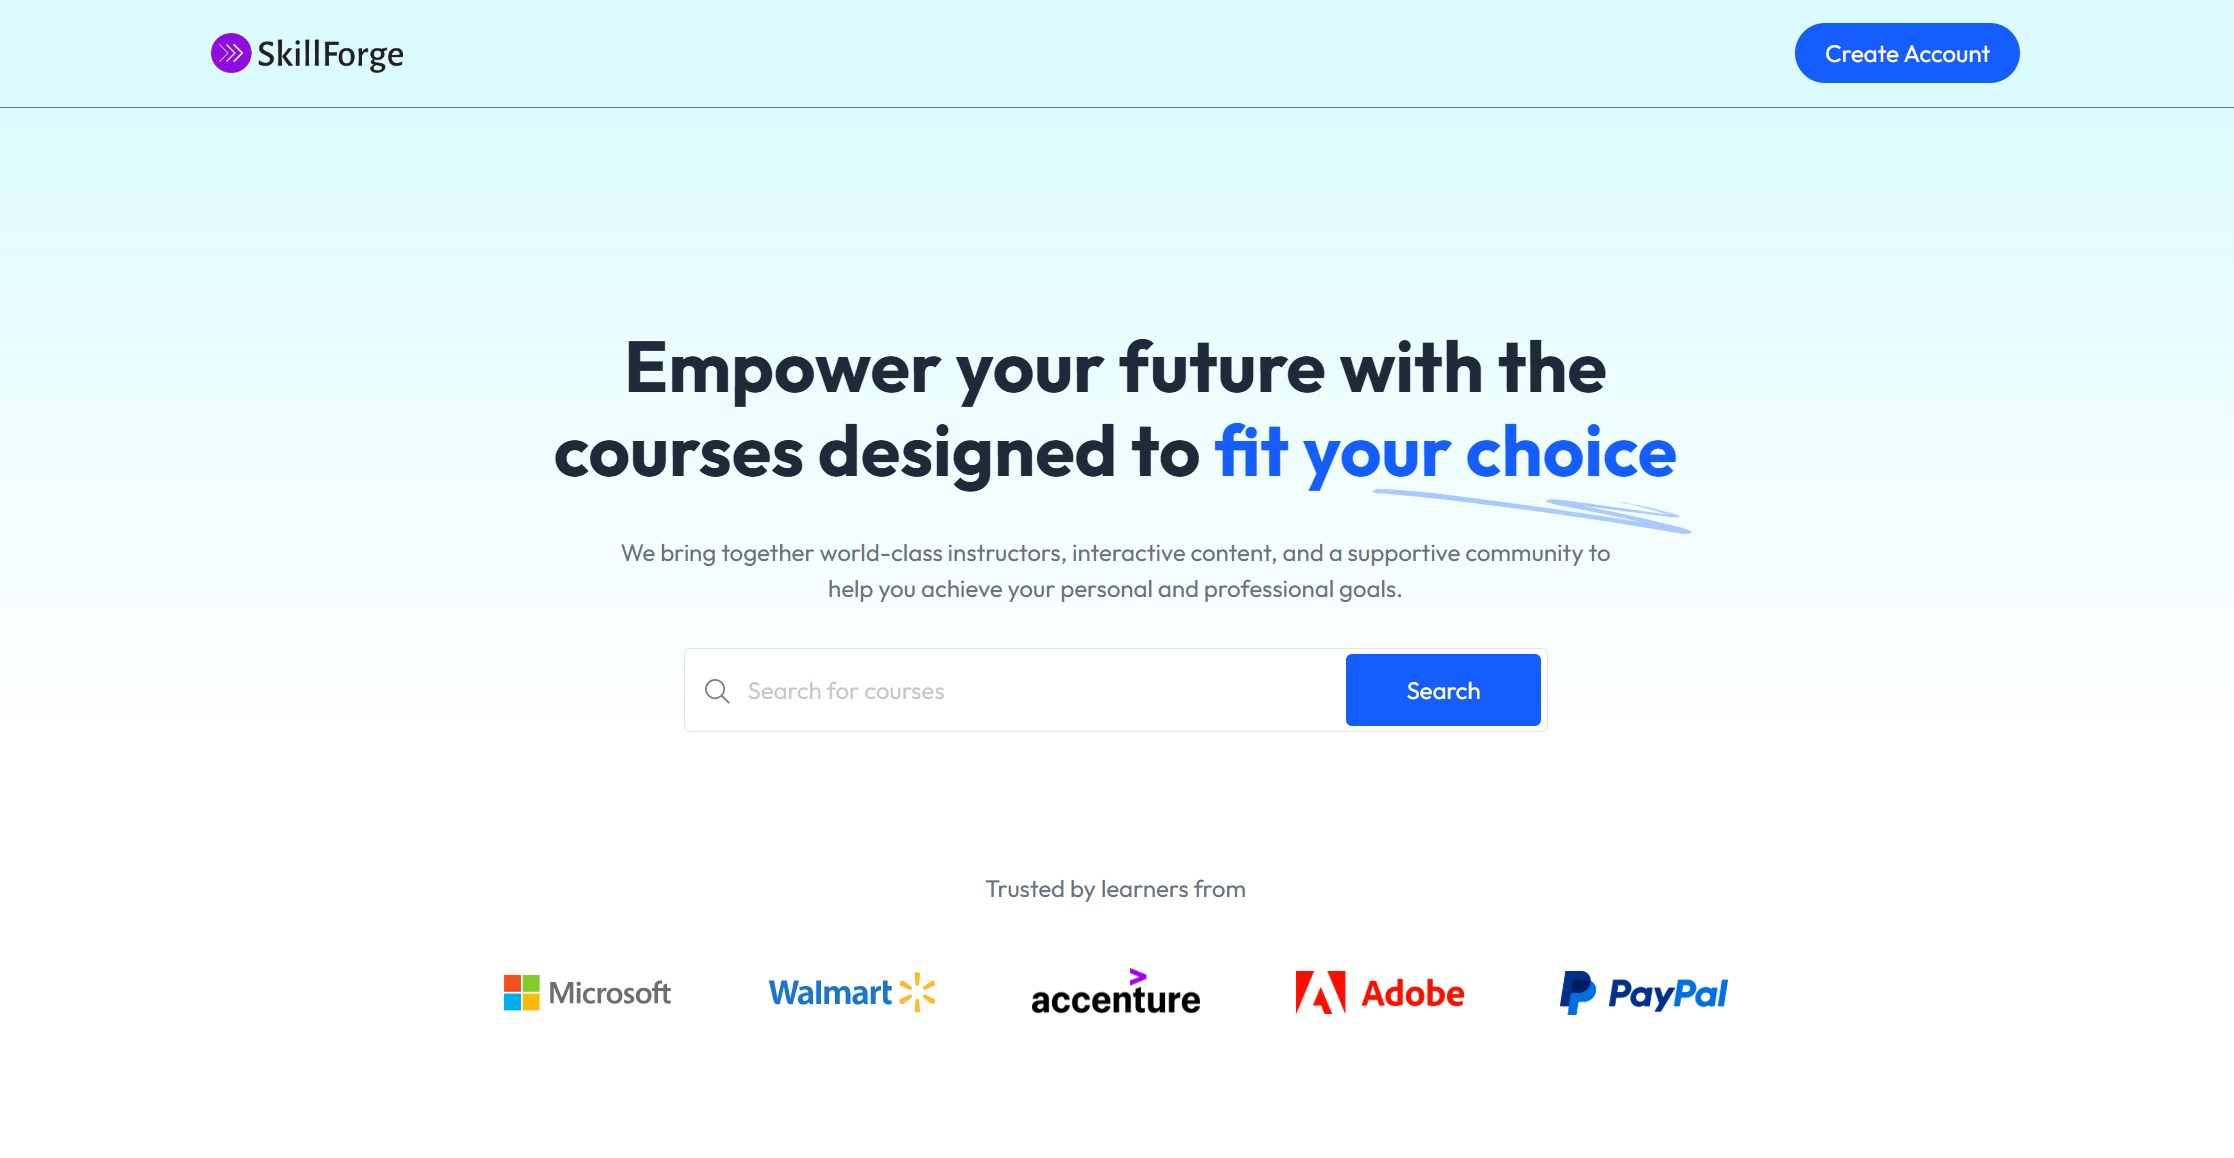 SkillForge
Create Account
Empower your future with the
courses designed to fit your choice
We bring together world-class instructors, interactive content, and a supportive community to
help you achieve your personal and professional goals.
Search for courses
Search
Trusted by learners from
Microsoft
Walmart
accenture
Adobe
PayPal